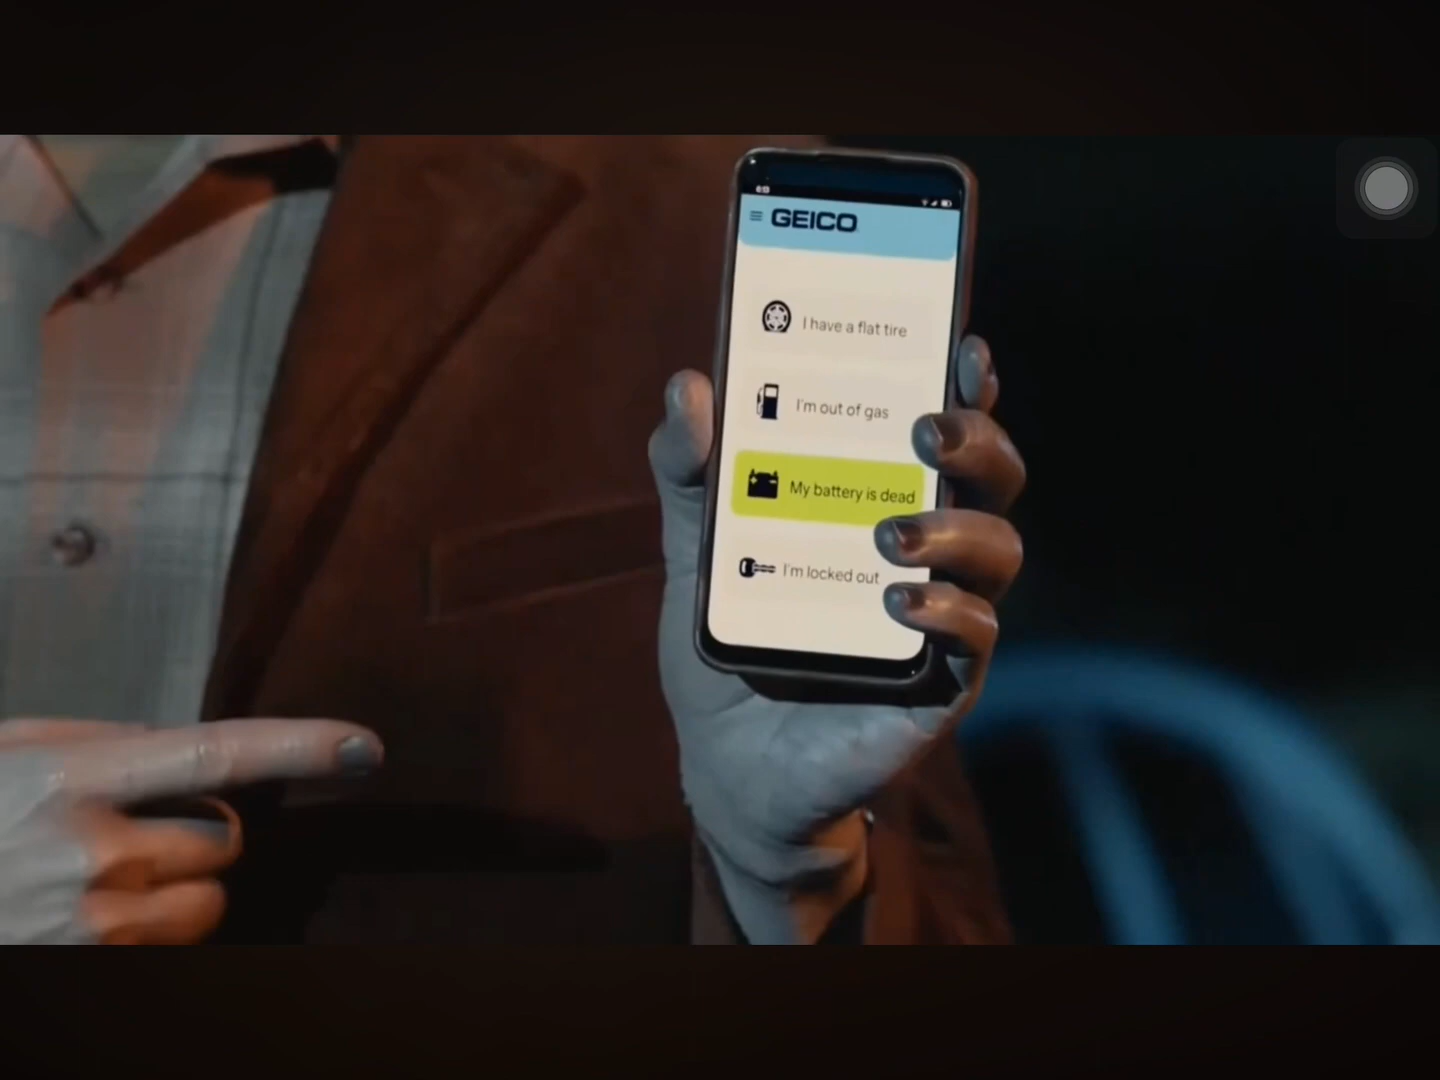 GEICO
I have a flat tire
I'm out of gas
My battery is dead
I'm locked out